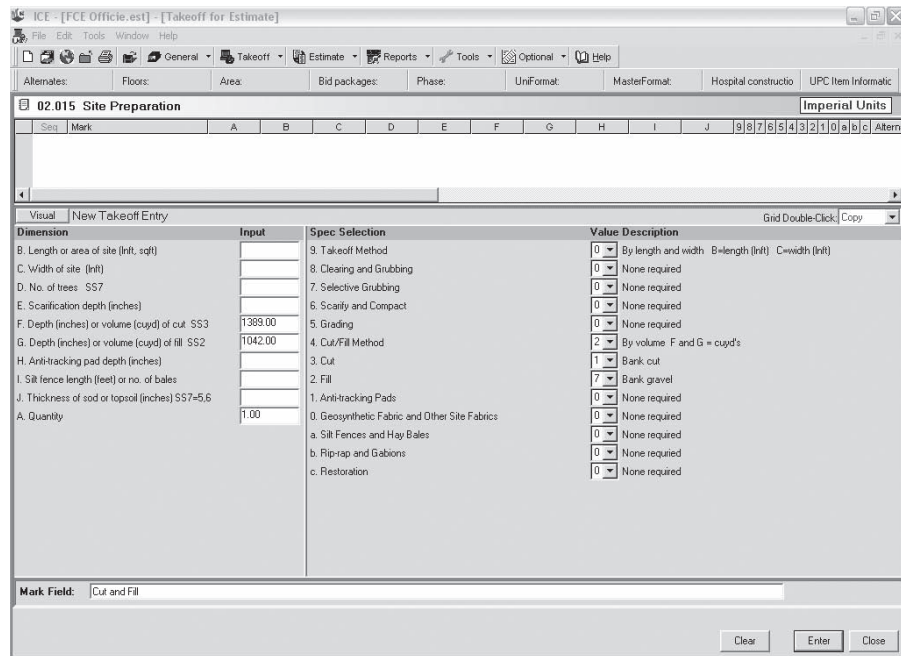 ICE - [FCE Officie.est] - [Takeoff for Estimate]
File Edit Tools Window Help
General Takeoff Estimate Reports Tools Optional Help
Alternates: Floors: Area: Bid packages: Phase: UniFormat: MasterFormat: Hospital constructio UPC Item Informatic
02.015 Site Preparation Imperial Units
Seq Mark A B C D E F G H I J 9 8 7 6 5 4 3 2 1 0 a b c Altern
Visual New Takeoff Entry Grid Double-Click: Copy
Dimension Input Spec Selection Value Description
B. Length or area of site (lnft, sqft) 9. Takeoff Method 0 By length and width B=length (lnft) C=width (lnft)
C. Width of site (lnft) 8. Clearing and Grubbing 0 None required
D. No. of trees SS7 7. Selective Grubbing 0 None required
E. Scarification depth (inches) 6. Scarify and Compact 0 None required
F. Depth (inches) or volume (cuyd) of cut SS3 1389.00 5. Grading 0 None required
G. Depth (inches) or volume (cuyd) of fill SS2 1042.00 4. Cut/Fill Method 2 By volume F and G = cuyd's
H. Anti-tracking pad depth (inches) 3. Cut 1 Bank cut
I. Silt fence length (feet) or no. of bales 2. Fill 7 Bank gravel
J. Thickness of sod or topsoil (inches) SS7=5,6 1. Anti-tracking Pads 0 None required
A. Quantity 1.00 0. Geosynthetic Fabric and Other Site Fabrics 0 None required
a. Silt Fences and Hay Bales 0 None required
b. Rip-rap and Gabions 0 None required
c. Restoration 0 None required
Mark Field: Cut and Fill
Clear Enter Close